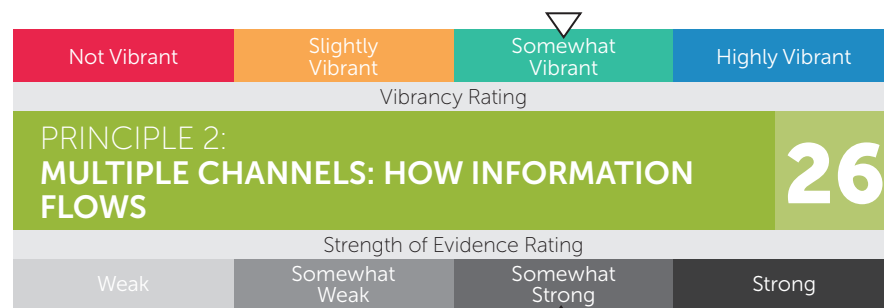 Not Vibrant
Slightly
Vibrant
Somewhat
Vibrant
Highly Vibrant
Vibrancy Rating
PRINCIPLE 2:
MULTIPLE CHANNELS: HOW INFORMATION
FLOWS
26
Strength of Evidence Rating
Weak
Somewhat
Weak
Somewhat
Strong
Strong